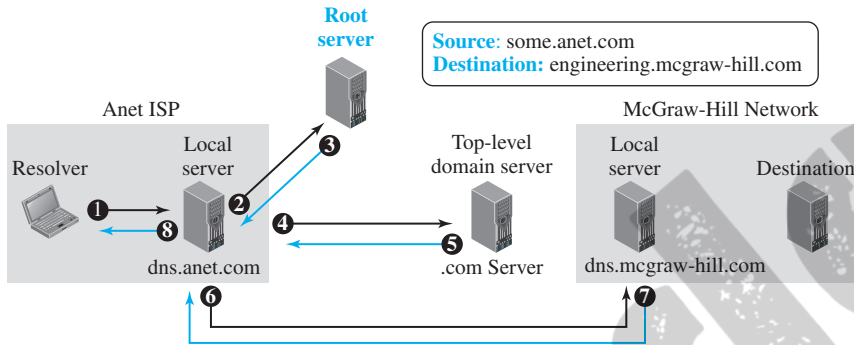 Root
server
Source: some.anet.com
Destination: engineering.mcgraw-hill.com
Anet ISP
McGraw-Hill Network
Resolver
Local
server
Top-level
domain server
Local
server
Destination
1
2
3
4
5
8
dns.anet.com
.com Server
dns.mcgraw-hill.com
6
7